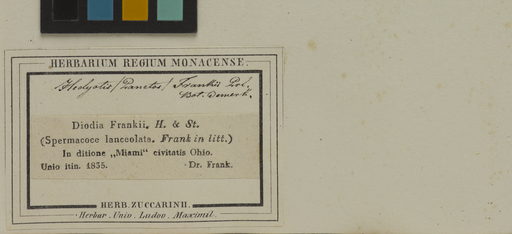 HERBARIUM REGIUM MONACENSE.
Hedyotis
Bot.
Diodia Frankii. H. & St.
(Spermacoce lanceolata. Frank in litt.)
In ditione „Miami“ civitatis Ohio.
Unio itin. 1835. Dr. Frank.
HERB. ZUCCARINII.
Herbar. Univ. Ludov. Maximil.